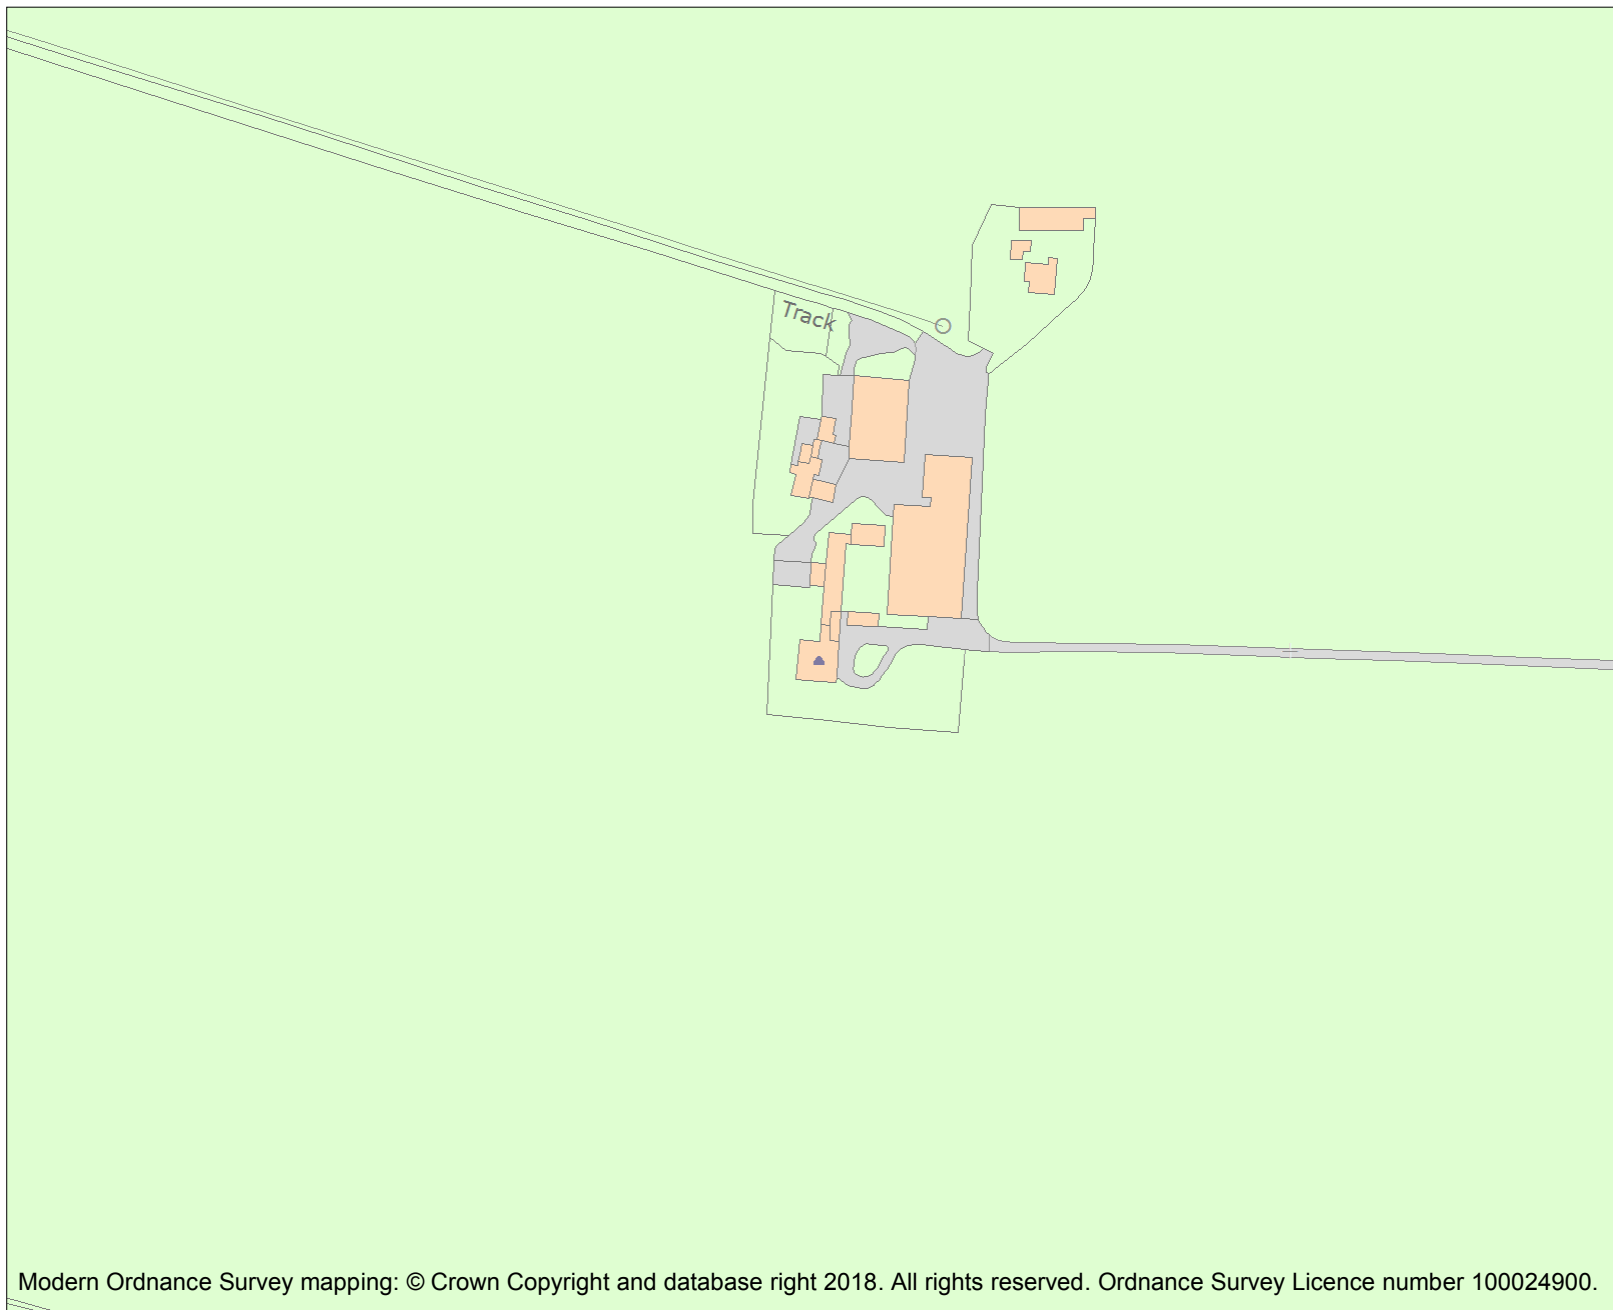 Track
Modern Ordnance Survey mapping: © Crown Copyright and database right 2018. All rights reserved. Ordnance Survey Licence number 100024900.